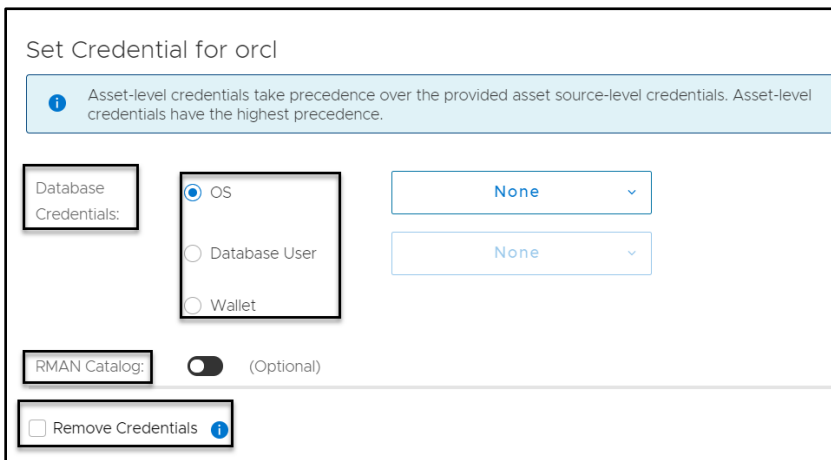 Set Credential for orcl
Asset-level credentials take precedence over the provided asset source-level credentials. Asset-level
credentials have the highest precedence.
Database
Credentials:
OS
None
Database User
None
Wallet
RMAN Catalog:
(Optional)
Remove Credentials